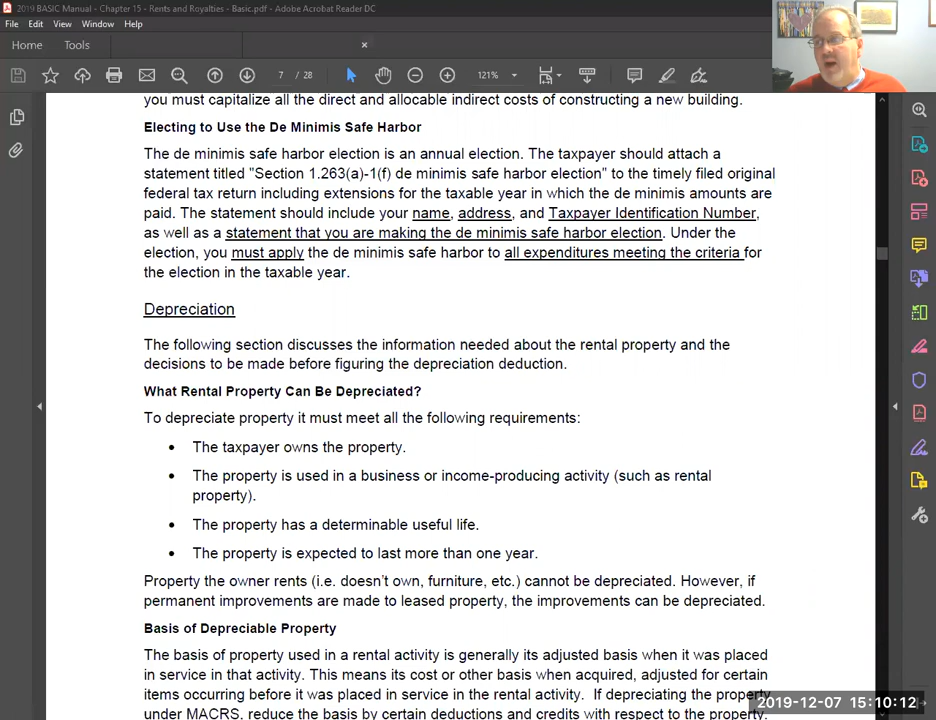 2019 BASIC Manual - Chapter 15 - Rents and Royalties - Basic.pdf - Adobe Acrobat Reader DC
File Edit View Window Help
Home Tools
7 / 28
121%
you must capitalize all the direct and allocable indirect costs of constructing a new building.
Electing to Use the De Minimis Safe Harbor
The de minimis safe harbor election is an annual election. The taxpayer should attach a
statement titled "Section 1.263(a)-1(f) de minimis safe harbor election" to the timely filed original
federal tax return including extensions for the taxable year in which the de minimis amounts are
paid. The statement should include your name, address, and Taxpayer Identification Number,
as well as a statement that you are making the de minimis safe harbor election. Under the
election, you must apply the de minimis safe harbor to all expenditures meeting the criteria for
the election in the taxable year.
Depreciation
The following section discusses the information needed about the rental property and the
decisions to be made before figuring the depreciation deduction.
What Rental Property Can Be Depreciated?
To depreciate property it must meet all the following requirements:
• The taxpayer owns the property.
• The property is used in a business or income-producing activity (such as rental
property).
• The property has a determinable useful life.
• The property is expected to last more than one year.
Property the owner rents (i.e. doesn't own, furniture, etc.) cannot be depreciated. However, if
permanent improvements are made to leased property, the improvements can be depreciated.
Basis of Depreciable Property
The basis of property used in a rental activity is generally its adjusted basis when it was placed
in service in that activity. This means its cost or other basis when acquired, adjusted for certain
items occurring before it was placed in service in the rental activity. If depreciating the property
under MACRS, reduce the basis by certain deductions and credits with respect to the property.
2019-12-07 15:10:12